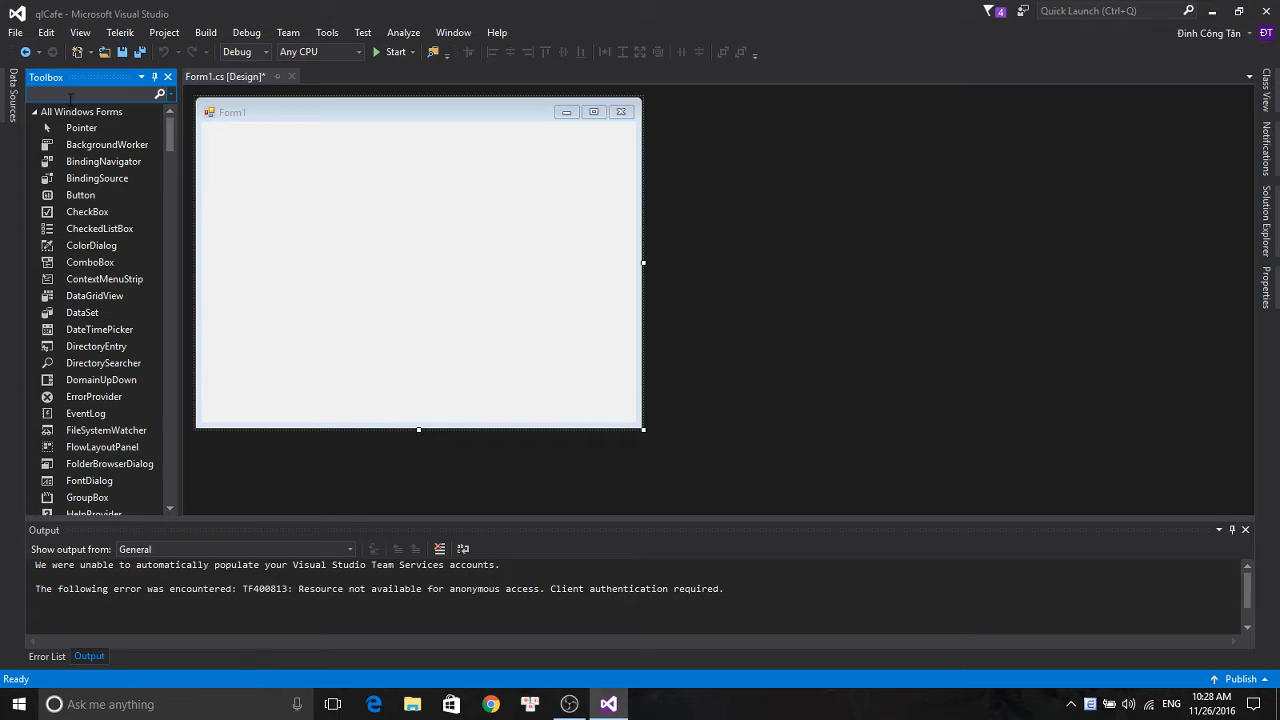 qlCafe - Microsoft Visual Studio
4
Quick Launch (Ctrl+Q)
File Edit View Telerik Project Build Debug Team Tools Test Analyze Window Help
Đinh Công Tân
ĐT
Debug
Any CPU
Start
Data Sources
Toolbox
Form1.cs [Design]*
All Windows Forms
Pointer
BackgroundWorker
BindingNavigator
BindingSource
Button
CheckBox
CheckedListBox
ColorDialog
ComboBox
ContextMenuStrip
DataGridView
DataSet
DateTimePicker
DirectoryEntry
DirectorySearcher
DomainUpDown
ErrorProvider
EventLog
FileSystemWatcher
FlowLayoutPanel
FolderBrowserDialog
FontDialog
GroupBox
HelpProvider
Form1
Class View
Notifications
Solution Explorer
Properties
Output
Show output from: General
We were unable to automatically populate your Visual Studio Team Services accounts.
The following error was encountered: TF400813: Resource not available for anonymous access. Client authentication required.
Error List Output
Ready
Publish
Ask me anything
ENG
10:28 AM
11/26/2016